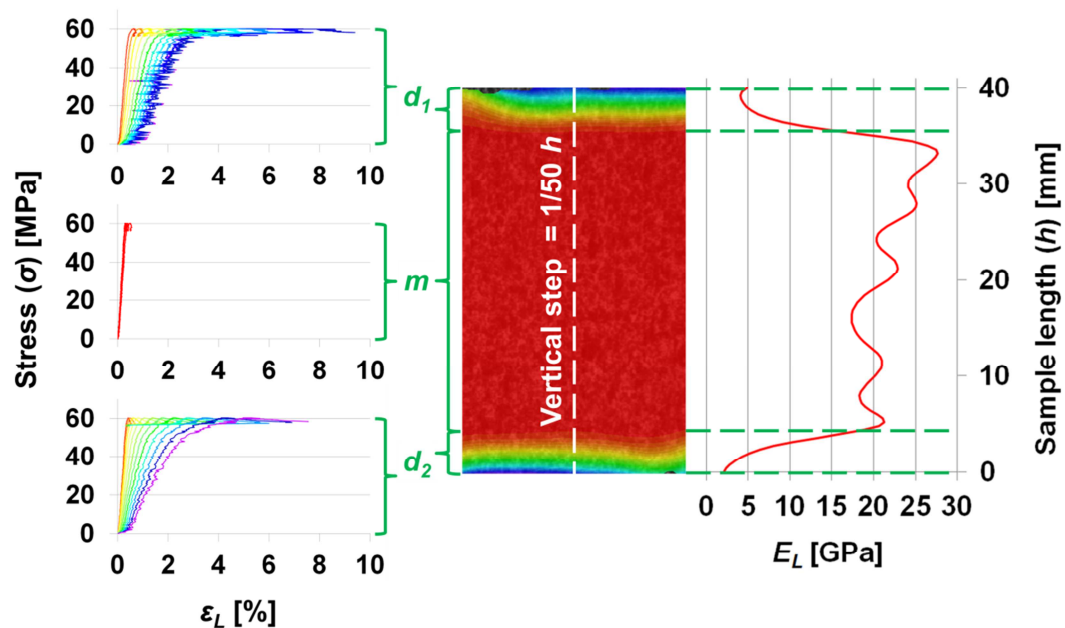 60
40
20
0
0 2 4 6 8 10
d1
Stress (σ) [MPa]
60
40
20
0
0 2 4 6 8 10
m
60
40
20
0
0 2 4 6 8 10
d2
εL [%]
Vertical step = 1/50 h
40
30
20
10
0
Sample length (h) [mm]
0 5 10 15 20 25 30
EL [GPa]